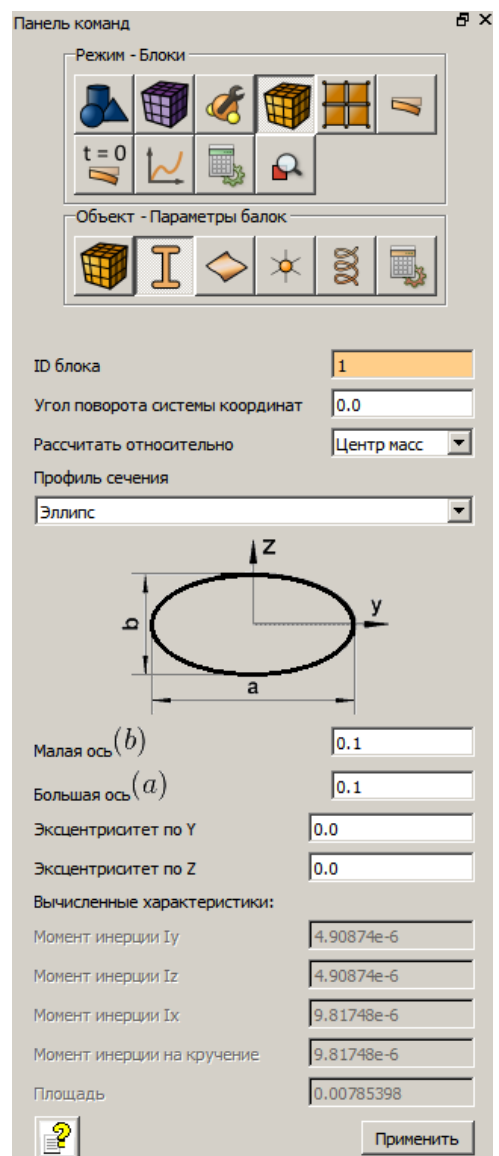 Панель команд
Режим - Блоки
t = 0
Объект - Параметры балок
ID блока 1
Угол поворота системы координат 0.0
Рассчитать относительно Центр масс
Профиль сечения
Эллипс
z
y
b
a
Малая ось (b) 0.1
Большая ось (a) 0.1
Эксцентриситет по Y 0.0
Эксцентриситет по Z 0.0
Вычисленные характеристики:
Момент инерции Iy 4.90874e-6
Момент инерции Iz 4.90874e-6
Момент инерции Ix 9.81748e-6
Момент инерции на кручение 9.81748e-6
Площадь 0.00785398
Применить